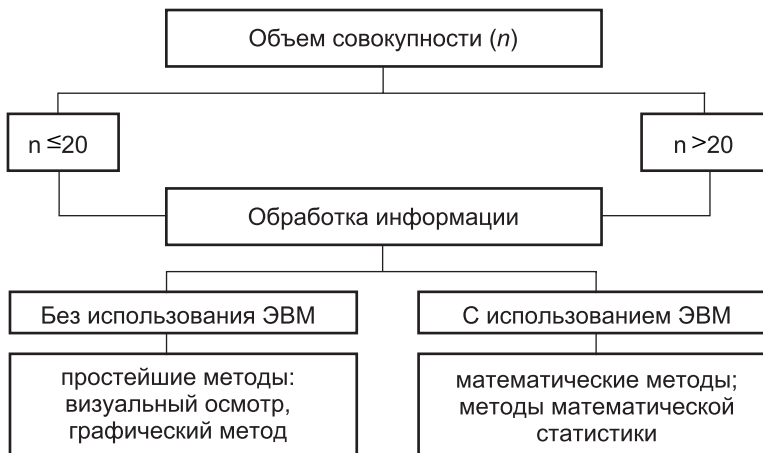 Объем совокупности (n)
n ≤20
n >20
Обработка информации
Без использования ЭВМ
С использованием ЭВМ
простейшие методы:
визуальный осмотр,
графический метод
математические методы;
методы математической
статистики